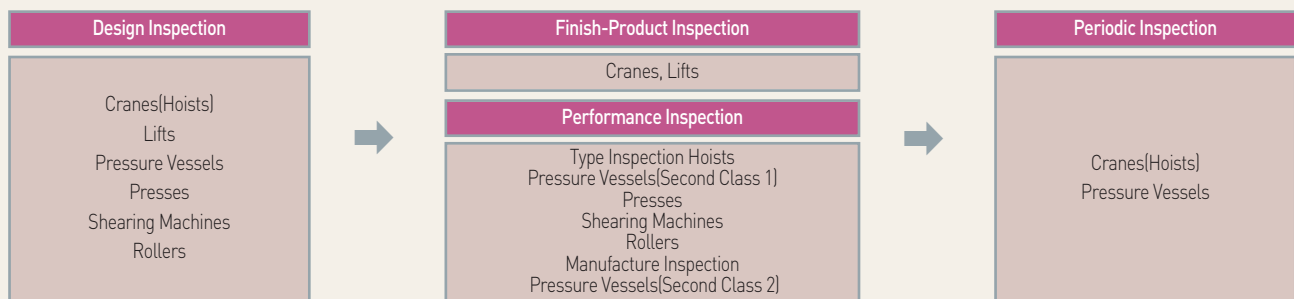 Design Inspection
Cranes(Hoists)
Lifts
Pressure Vessels
Presses
Shearing Machines
Rollers
Finish-Product Inspection
Cranes, Lifts
Performance Inspection
Type Inspection Hoists
Pressure Vessels(Second Class 1)
Presses
Shearing Machines
Rollers
Manufacture Inspection
Pressure Vessels(Second Class 2)
Periodic Inspection
Cranes(Hoists)
Pressure Vessels